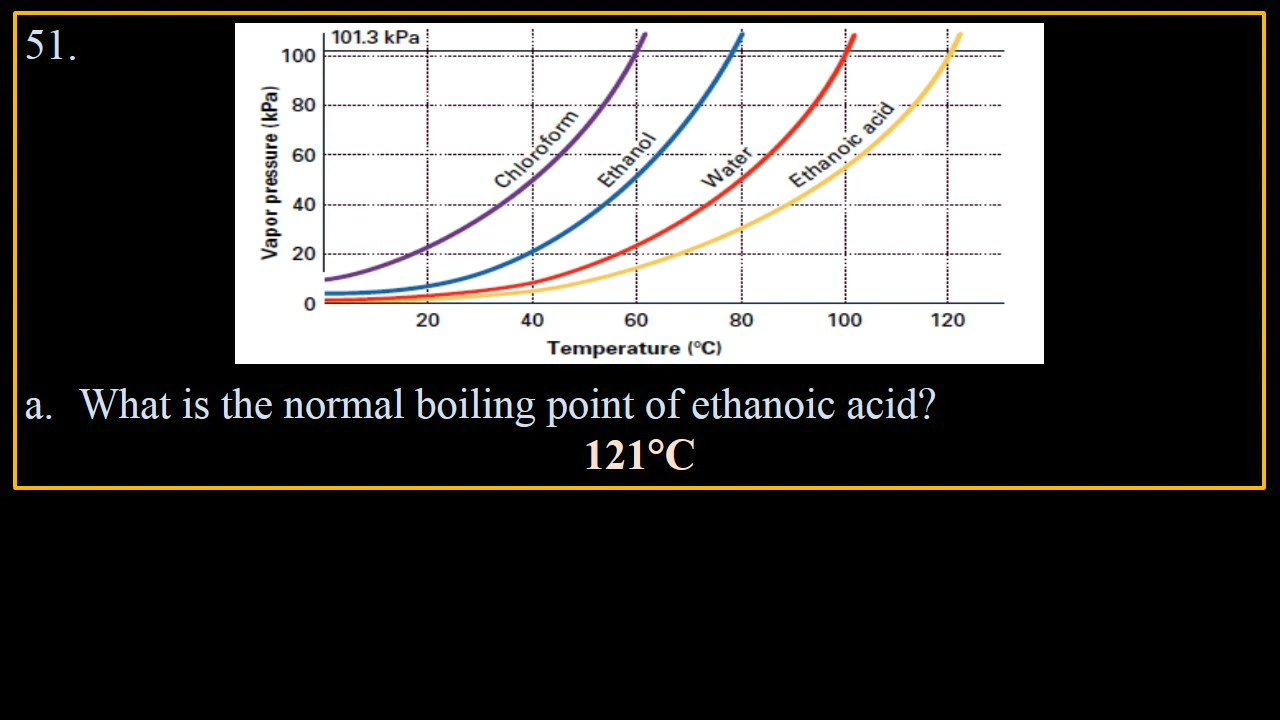 51.
101.3 kPa
100
80
60
40
20
0
Vapor pressure (kPa)
Chloroform
Ethanol
Water
Ethanoic acid
20 40 60 80 100 120
Temperature (°C)
a. What is the normal boiling point of ethanoic acid?
121°C